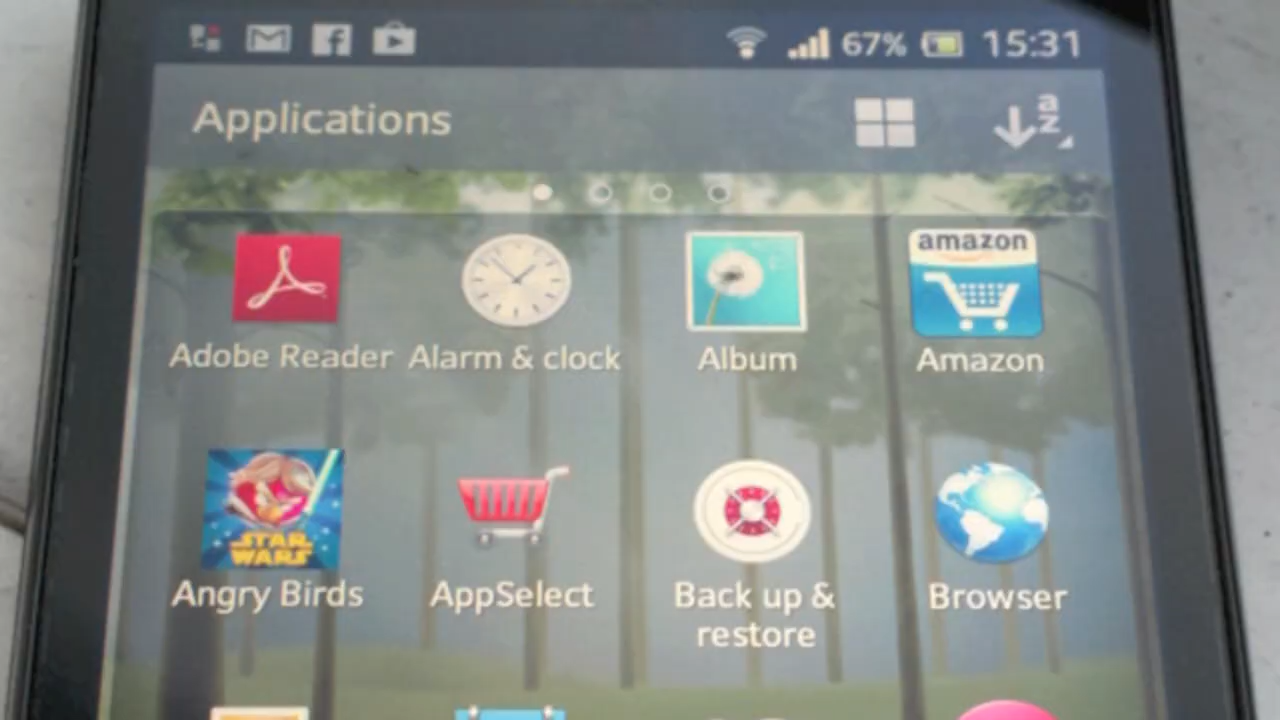 67% 15:31
Applications
a
z
amazon
Adobe Reader Alarm & clock Album Amazon
STAR
WARS
Angry Birds AppSelect Back up & Browser
restore